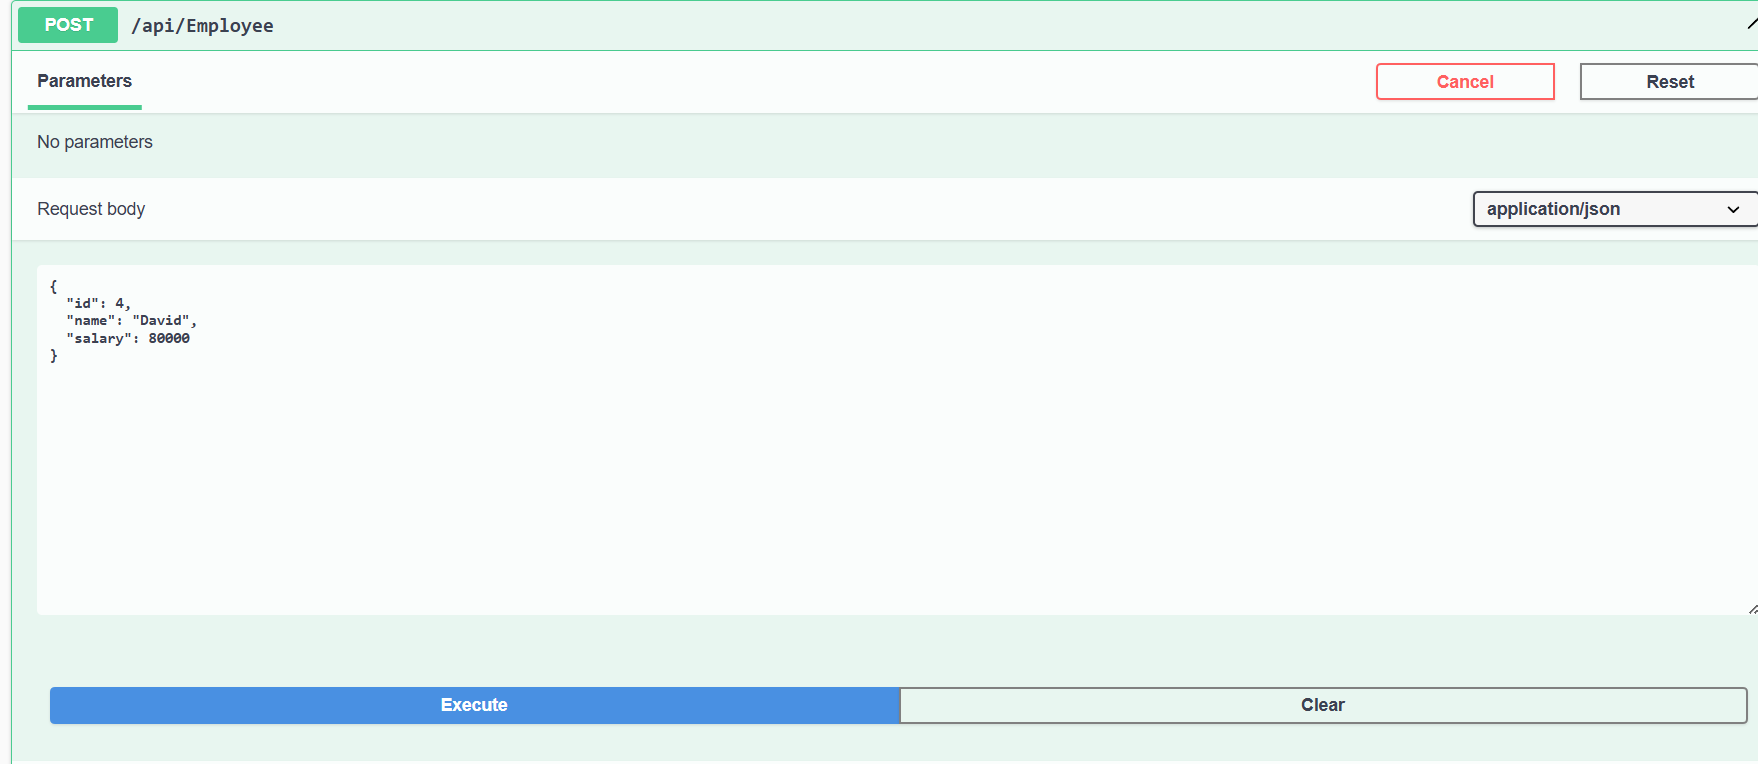 POST /api/Employee
Parameters
Cancel
Reset
No parameters
Request body
application/json
{
  "id": 4,
  "name": "David",
  "salary": 80000
}
Execute
Clear